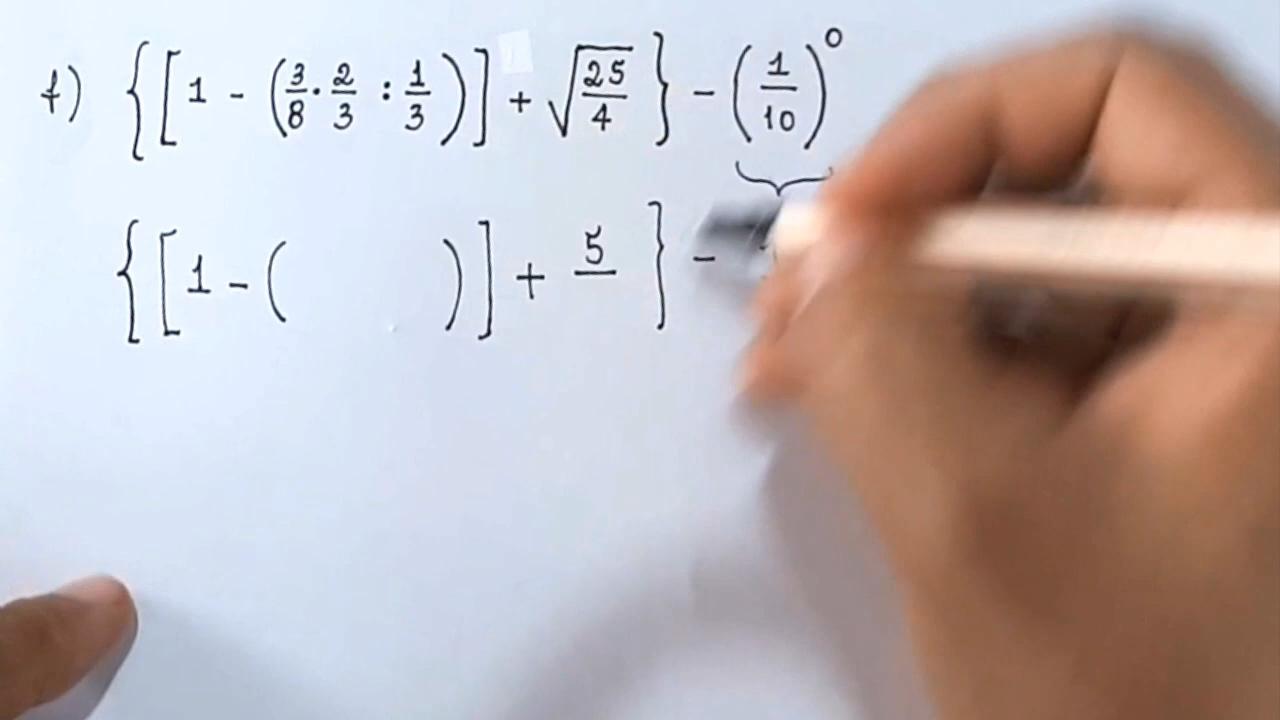 f) {[1 - (3/8 · 2/3 : 1/3)] + √25/4} - (1/10)⁰
{[1 - ( )] + 5/ } -